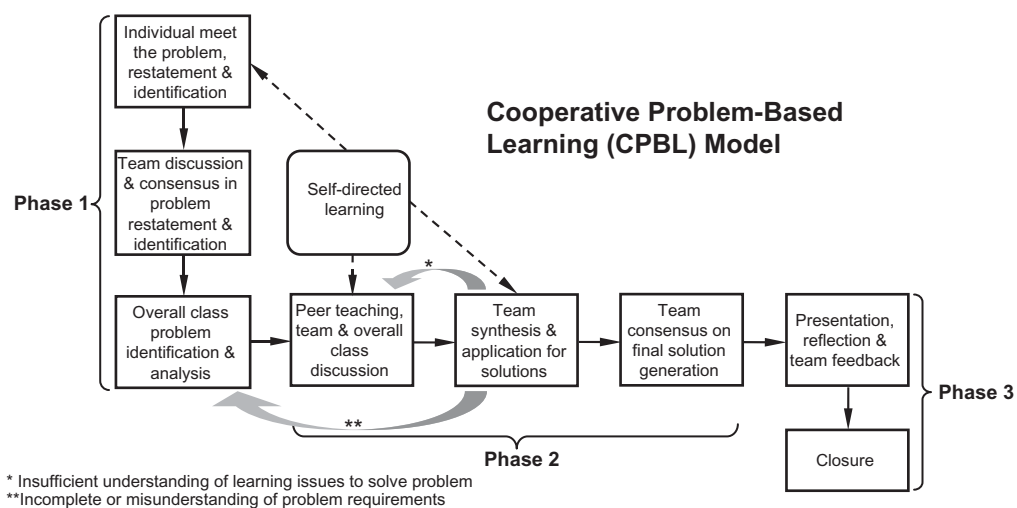 Individual meet
the problem,
restatement &
identification
Cooperative Problem-Based
Learning (CPBL) Model
Team discussion
& consensus in
problem
restatement &
identification
Phase 1
Self-directed
learning
*
Overall class
problem
identification &
analysis
Peer teaching,
team & overall
class
discussion
Team
synthesis &
application for
solutions
Team
consensus on
final solution
generation
Presentation,
reflection &
team feedback
Phase 3
**
Phase 2
Closure
* Insufficient understanding of learning issues to solve problem
**Incomplete or misunderstanding of problem requirements